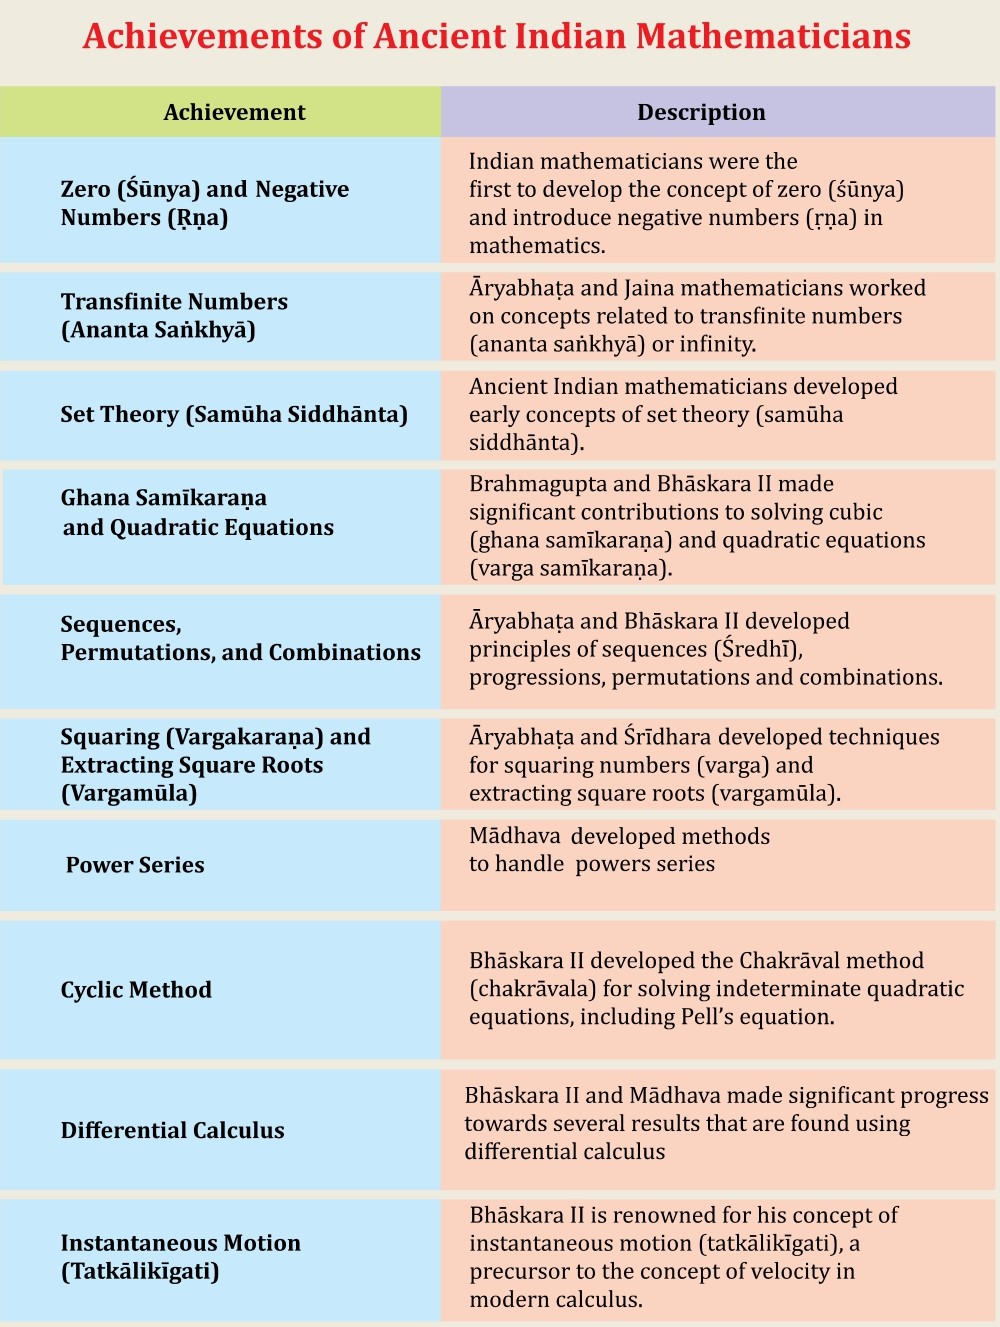 Achievements of Ancient Indian Mathematicians
Achievement
Description
Zero (Śūnya) and Negative
Numbers (Ṛṇa)
Indian mathematicians were the
first to develop the concept of zero (śūnya)
and introduce negative numbers (ṛṇa) in
mathematics.
Transfinite Numbers
(Ananta Saṅkhyā)
Āryabhaṭa and Jaina mathematicians worked
on concepts related to transfinite numbers
(ananta saṅkhyā) or infinity.
Set Theory (Samūha Siddhānta)
Ancient Indian mathematicians developed
early concepts of set theory (samūha
siddhānta).
Ghana Samīkaraṇa
and Quadratic Equations
Brahmagupta and Bhāskara II made
significant contributions to solving cubic
(ghana samīkaraṇa) and quadratic equations
(varga samīkaraṇa).
Sequences,
Permutations, and Combinations
Āryabhaṭa and Bhāskara II developed
principles of sequences (Średhī),
progressions, permutations and combinations.
Squaring (Vargakaraṇa) and
Extracting Square Roots
(Vargamūla)
Āryabhaṭa and Śrīdhara developed techniques
for squaring numbers (varga) and
extracting square roots (vargamūla).
Power Series
Mādhava developed methods
to handle powers series
Cyclic Method
Bhāskara II developed the Chakrāval method
(chakrāvala) for solving indeterminate quadratic
equations, including Pell’s equation.
Differential Calculus
Bhāskara II and Mādhava made significant progress
towards several results that are found using
differential calculus
Instantaneous Motion
(Tatkālikīgati)
Bhāskara II is renowned for his concept of
instantaneous motion (tatkālikīgati), a
precursor to the concept of velocity in
modern calculus.